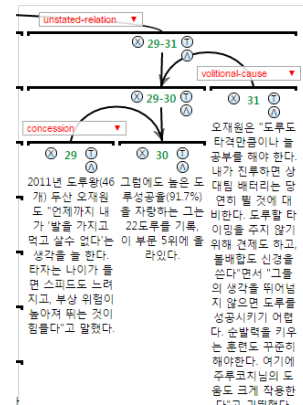 unstated-relation ▼
29-31
volitional-cause ▼
29-30
31
concession ▼
29
30
2011년 도루왕(46
개) 두산 오재원
도 "언제까지 내
가 '발을 가지고
먹고 살수 없다'는
생각을 늘 한다.
타자는 나이가 들
면 스피드도 느려
지고, 부상 위험이
높아져 뛰는 것이
힘들다"고 말했다.
그럼에도 높은 도
루성공율(91.7%)
을 자랑하는 그는
22도루를 기록,
이 부문 5위에 올
라있다.
오재원은 "도루도
타격만큼이나 늘
공부를 해야 한다.
내가 진루하면 상
대팀 배터리는 당
연히 뛸 것에 대
비한다. 도루할 타
이밍을 주지 않기
위해 견제도 하고,
볼배합도 신경을
쓴다"면서 "그들
의 생각을 뛰어넘
지 않으면 도루를
성공시키기 어렵
다. 순발력을 키우
는 훈련도 꾸준히
해야한다. 여기에
주루코치님의 도
움도 크게 작용한
다"고 귀띔했다.